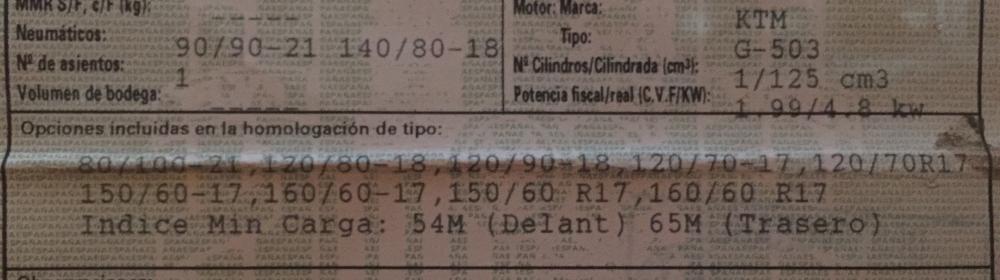 MMR S/F, c/F (kg): -----
Neumáticos: 90/90-21 140/80-18
Nº de asientos: 1
Volumen de bodega: -----
Motor: Marca: KTM
Tipo: G-503
Nº Cilindros/Cilindrada (cm³): 1/125 cm3
Potencia fiscal/real (C.V.F/KW): 1.99/4.8 kw
Opciones incluidas en la homologación de tipo:
80/100-21,120/80-18,120/90-18,120/70-17,120/70R17
150/60-17,160/60-17,150/60 R17,160/60 R17
Indice Min Carga: 54M (Delant) 65M (Trasero)